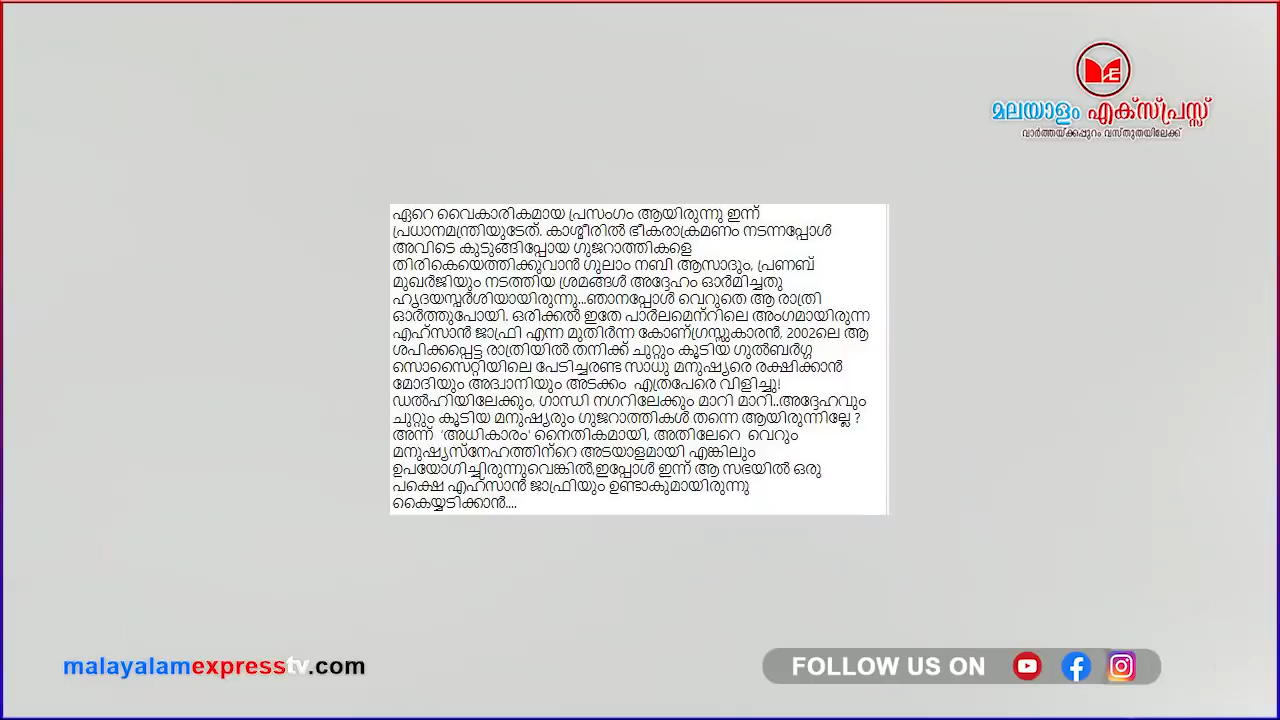 മലയാളം എക്സ്പ്രസ്സ്
വാർത്തയ്ക്കപ്പുറം വസ്തുതയിലേക്ക്
ഏറെ വൈകാരികമായ പ്രസംഗം ആയിരുന്നു ഇന്ന്
പ്രധാനമന്ത്രിയുടേത്. കാശ്മീരിൽ ഭീകരാക്രമണം നടന്നപ്പോൾ
അവിടെ കുടുങ്ങിപ്പോയ ഗുജറാത്തികളെ
തിരികെയെത്തിക്കുവാൻ ഗുലാം നബി ആസാദും, പ്രണബ്
മുഖർജിയും നടത്തിയ ശ്രമങ്ങൾ അദ്ദേഹം ഓർമിച്ചതു
ഹൃദയസ്പർശിയായിരുന്നു...ഞാനപ്പോൾ വെറുതെ ആ രാത്രി
ഓർത്തുപോയി. ഒരിക്കൽ ഇതേ പാർലമെന്റിലെ അംഗമായിരുന്ന
എഹ്സാൻ ജാഫ്രി എന്ന മുതിർന്ന കോണ്ഗ്രസ്സുകാരൻ, 2002ലെ ആ
ശപിക്കപ്പെട്ട രാത്രിയിൽ തനിക്ക് ചുറ്റും കൂടിയ ഗുൽബർഗ്ഗ
സൊസൈറ്റിയിലെ പേടിച്ചരണ്ട സാധു മനുഷ്യരെ രക്ഷിക്കാൻ
മോദിയും അദ്വാനിയും അടക്കം എത്രപേരെ വിളിച്ചു!
ഡൽഹിയിലേക്കും, ഗാന്ധി നഗറിലേക്കും മാറി മാറി..അദ്ദേഹവും
ചുറ്റും കൂടിയ മനുഷ്യരും ഗുജറാത്തികൾ തന്നെ ആയിരുന്നില്ലേ ?
അന്ന് 'അധികാരം' നൈതികമായി, അതിലേറെ വെറും
മനുഷ്യസ്നേഹത്തിന്റെ അടയാളമായി എങ്കിലും
ഉപയോഗിച്ചിരുന്നുവെങ്കിൽ,ഇപ്പോൾ ഇന്ന് ആ സഭയിൽ ഒരു
പക്ഷെ എഹ്സാൻ ജാഫ്രിയും ഉണ്ടാകുമായിരുന്നു
കൈയ്യടിക്കാൻ....
malayalamexpresstv.com
FOLLOW US ON